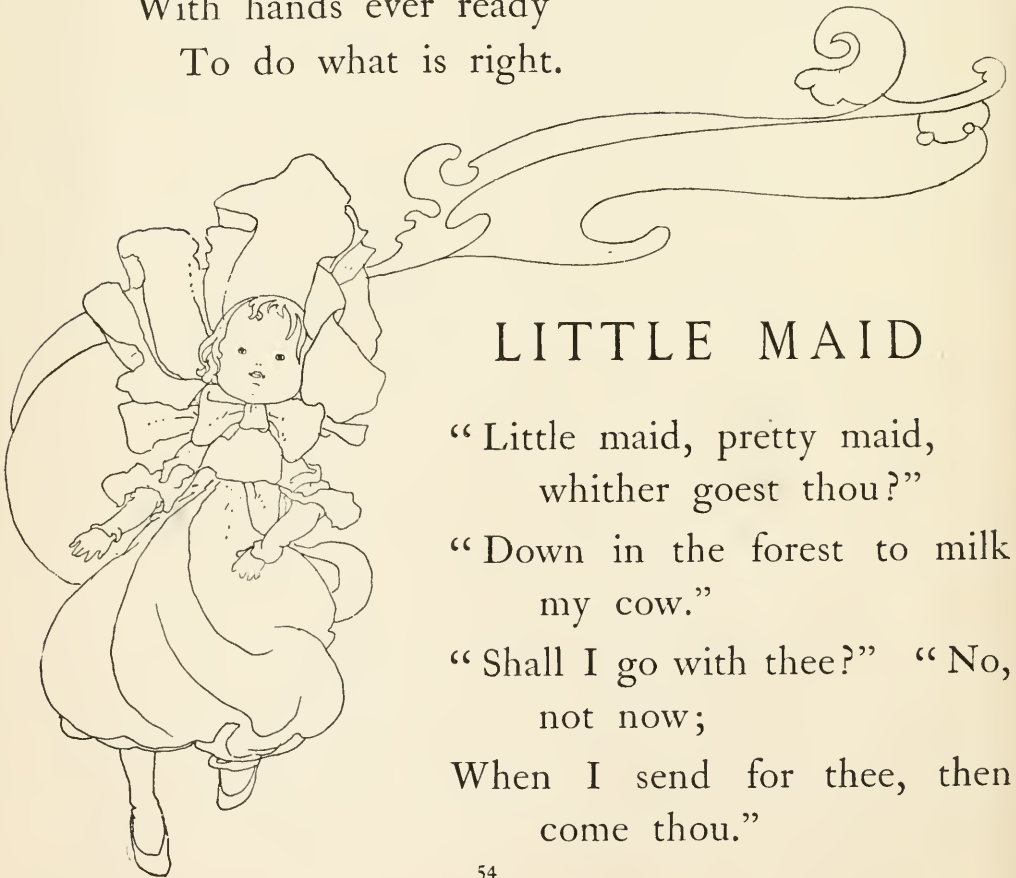 With hands ever ready
To do what is right.
LITTLE MAID
“Little maid, pretty maid,
whither goest thou?”
“Down in the forest to milk
my cow.”
“Shall I go with thee?” “No,
not now;
When I send for thee, then
come thou.”
54